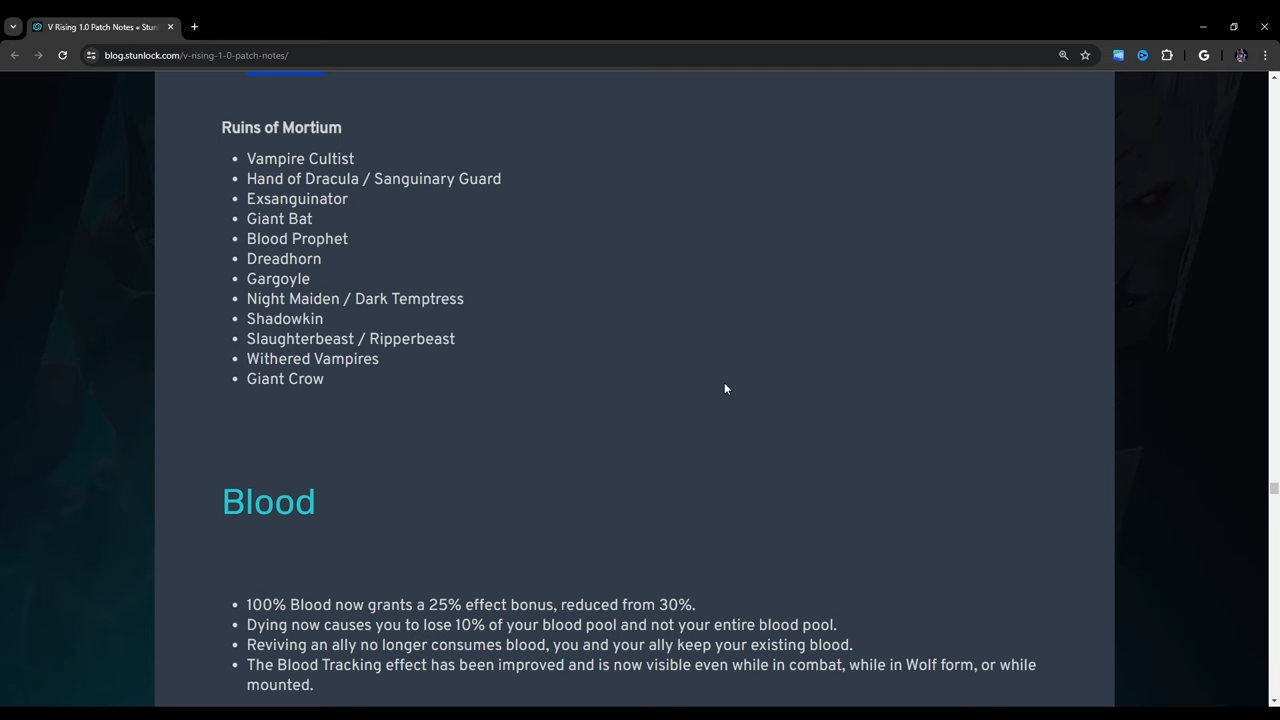 V Rising 1.0 Patch Notes « Stun
blog.stunlock.com/v-rising-1-0-patch-notes/
Ruins of Mortium
Vampire Cultist
Hand of Dracula / Sanguinary Guard
Exsanguinator
Giant Bat
Blood Prophet
Dreadhorn
Gargoyle
Night Maiden / Dark Temptress
Shadowkin
Slaughterbeast / Ripperbeast
Withered Vampires
Giant Crow
Blood
100% Blood now grants a 25% effect bonus, reduced from 30%.
Dying now causes you to lose 10% of your blood pool and not your entire blood pool.
Reviving an ally no longer consumes blood, you and your ally keep your existing blood.
The Blood Tracking effect has been improved and is now visible even while in combat, while in Wolf form, or while
mounted.